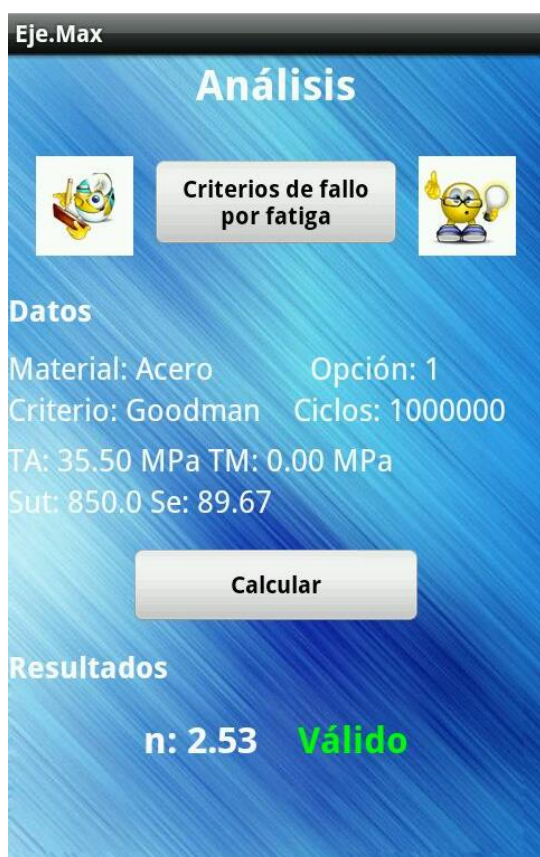 Eje.Max
Análisis
Criterios de fallo
por fatiga
Datos
Material: Acero Opción: 1
Criterio: Goodman Ciclos: 1000000
TA: 35.50 MPa TM: 0.00 MPa
Sut: 850.0 Se: 89.67
Calcular
Resultados
n: 2.53 Válido